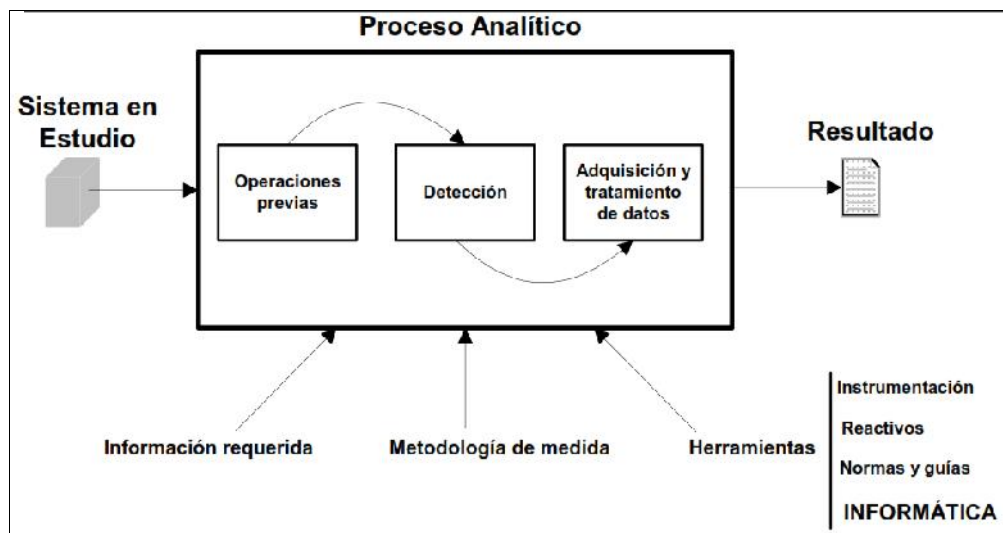 Proceso Analítico
Sistema en
Estudio
Operaciones
previas
Detección
Adquisición y
tratamiento
de datos
Resultado
Información requerida
Metodología de medida
Herramientas
Instrumentación
Reactivos
Normas y guías
INFORMÁTICA